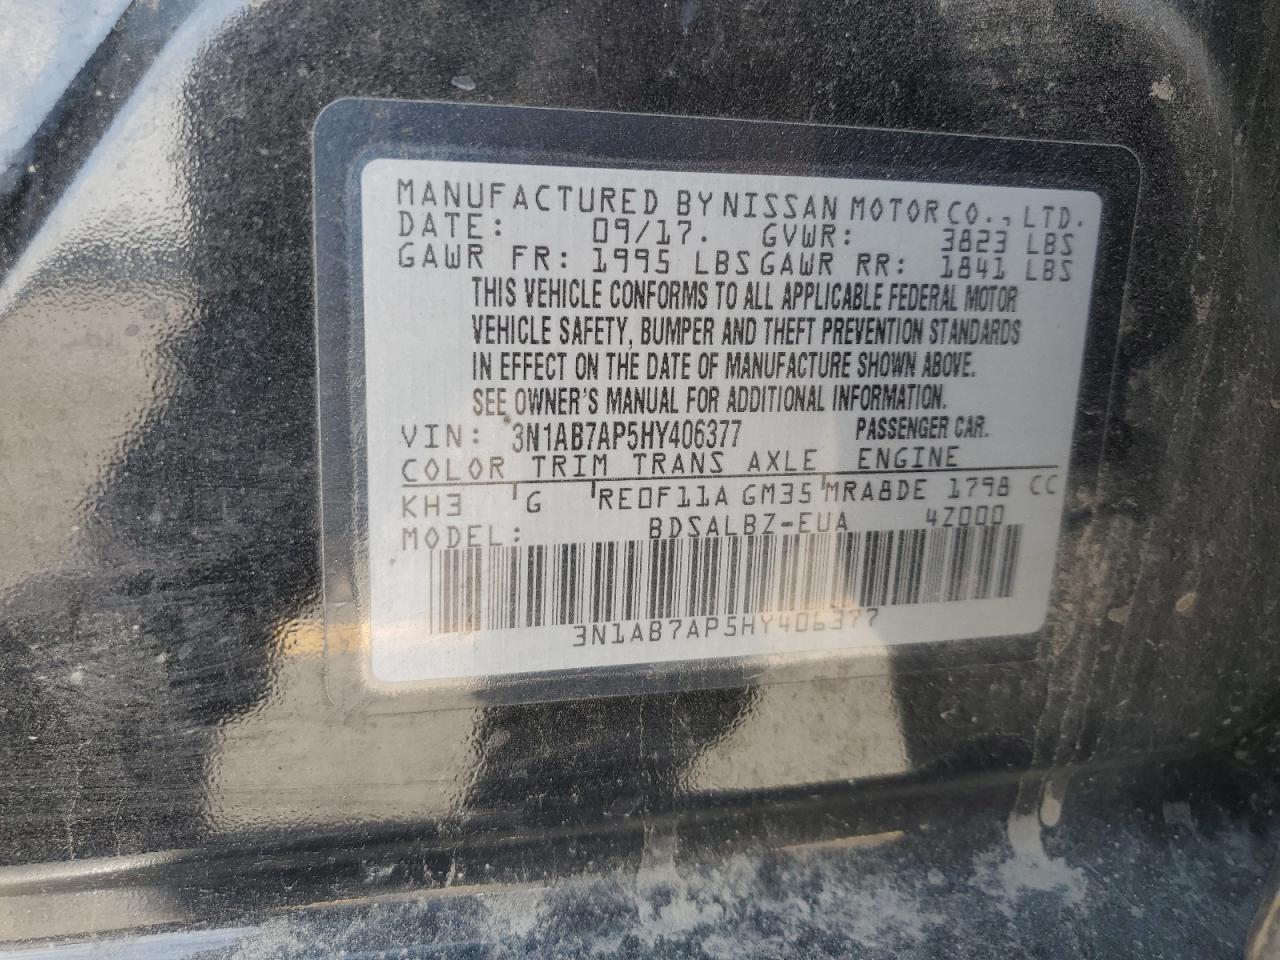 MANUFACTURED BY NISSAN MOTOR CO., LTD.
DATE: 09/17. GVWR: 3823 LBS
GAWR FR: 1995 LBS GAWR RR: 1841 LBS
THIS VEHICLE CONFORMS TO ALL APPLICABLE FEDERAL MOTOR
VEHICLE SAFETY, BUMPER AND THEFT PREVENTION STANDARDS
IN EFFECT ON THE DATE OF MANUFACTURE SHOWN ABOVE.
SEE OWNER'S MANUAL FOR ADDITIONAL INFORMATION.
VIN: 3N1AB7AP5HY406377 PASSENGER CAR.
COLOR TRIM TRANS AXLE ENGINE
KH3 G RE0F11A GM35 MRA8DE 1798 CC
MODEL: BDSALBZ-EUA 4Z000
3N1AB7AP5HY406377